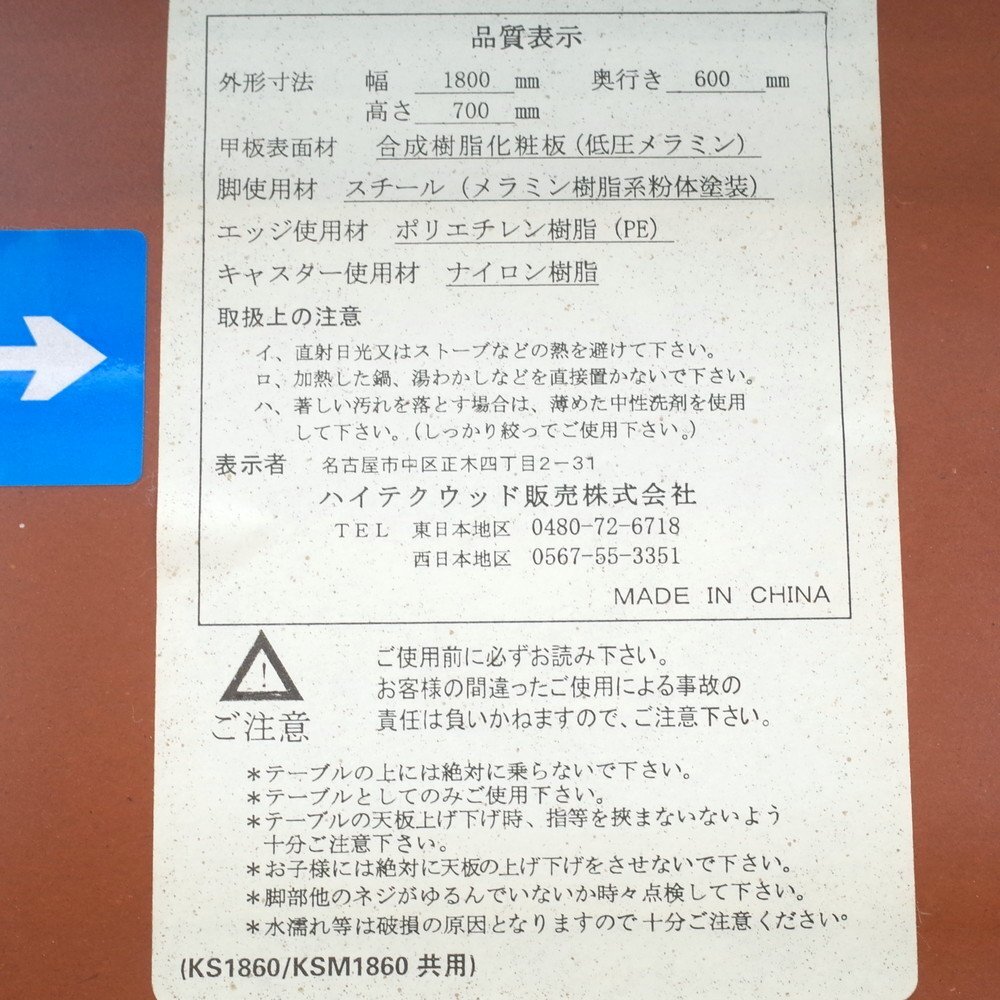 品質表示
外形寸法 幅 1800 mm 奥行き 600 mm
高さ 700 mm
甲板表面材 合成樹脂化粧板(低圧メラミン)
脚使用材 スチール (メラミン樹脂系粉体塗装)
エッジ使用材 ポリエチレン樹脂 (PE)
キャスター使用材 ナイロン樹脂
取扱上の注意
イ、直射日光又はストーブなどの熱を避けて下さい。
ロ、加熱した鍋、湯わかしなどを直接置かないで下さい。
ハ、著しい汚れを落とす場合は、薄めた中性洗剤を使用
して下さい。(しっかり絞ってご使用下さい。)
表示者 名古屋市中区正木四丁目2-31
ハイテクウッド販売株式会社
TEL 東日本地区 0480-72-6718
西日本地区 0567-55-3351
MADE IN CHINA
ご使用前に必ずお読み下さい。
お客様の間違ったご使用による事故の
責任は負いかねますので、ご注意下さい。
ご注意
*テーブルの上には絶対に乗らないで下さい。
*テーブルとしてのみご使用下さい。
*テーブルの天板上げ下げ時、指等を挟まないないよう
十分ご注意下さい。
*お子様には絶対に天板の上げ下げをさせないで下さい。
*脚部他のネジがゆるんでいないか時々点検して下さい。
*水濡れ等は破損の原因となりますので十分ご注意ください。
(KS1860/KSM1860 共用)